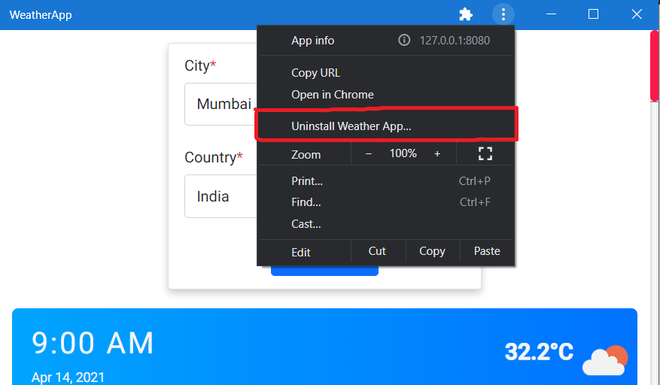 WeatherApp
App info 127.0.0.1:8080
City*
Copy URL
Mumbai
Open in Chrome
Uninstall Weather App...
Country*
Zoom − 100% +
Print... Ctrl+P
India
Find... Ctrl+F
Cast...
Edit Cut Copy Paste
9:00 AM
32.2°C
Apr 14, 2021